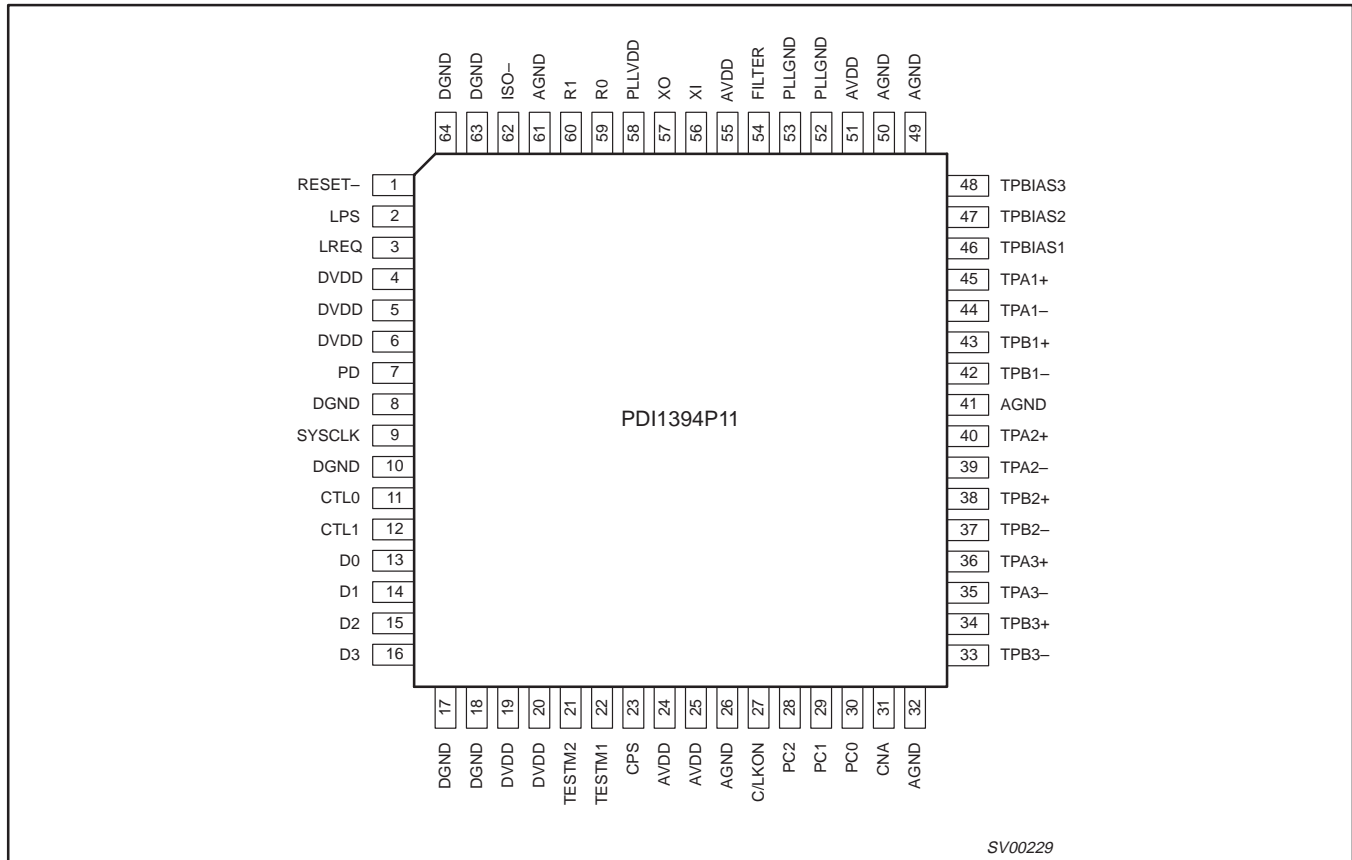 DGND DGND ISO– AGND R1 R0 PLLVDD XO XI AVDD FILTER PLLGND PLLGND AVDD AGND AGND
64 63 62 61 60 59 58 57 56 55 54 53 52 51 50 49
RESET– 1 48 TPBIAS3
LPS 2 47 TPBIAS2
LREQ 3 46 TPBIAS1
DVDD 4 45 TPA1+
DVDD 5 44 TPA1–
DVDD 6 43 TPB1+
PD 7 42 TPB1–
DGND 8 41 AGND
PDI1394P11
SYSCLK 9 40 TPA2+
DGND 10 39 TPA2–
CTL0 11 38 TPB2+
CTL1 12 37 TPB2–
D0 13 36 TPA3+
D1 14 35 TPA3–
D2 15 34 TPB3+
D3 16 33 TPB3–
17 18 19 20 21 22 23 24 25 26 27 28 29 30 31 32
DGND DGND DVDD DVDD TESTM2 TESTM1 CPS AVDD AVDD AGND C/LKON PC2 PC1 PC0 CNA AGND
SV00229